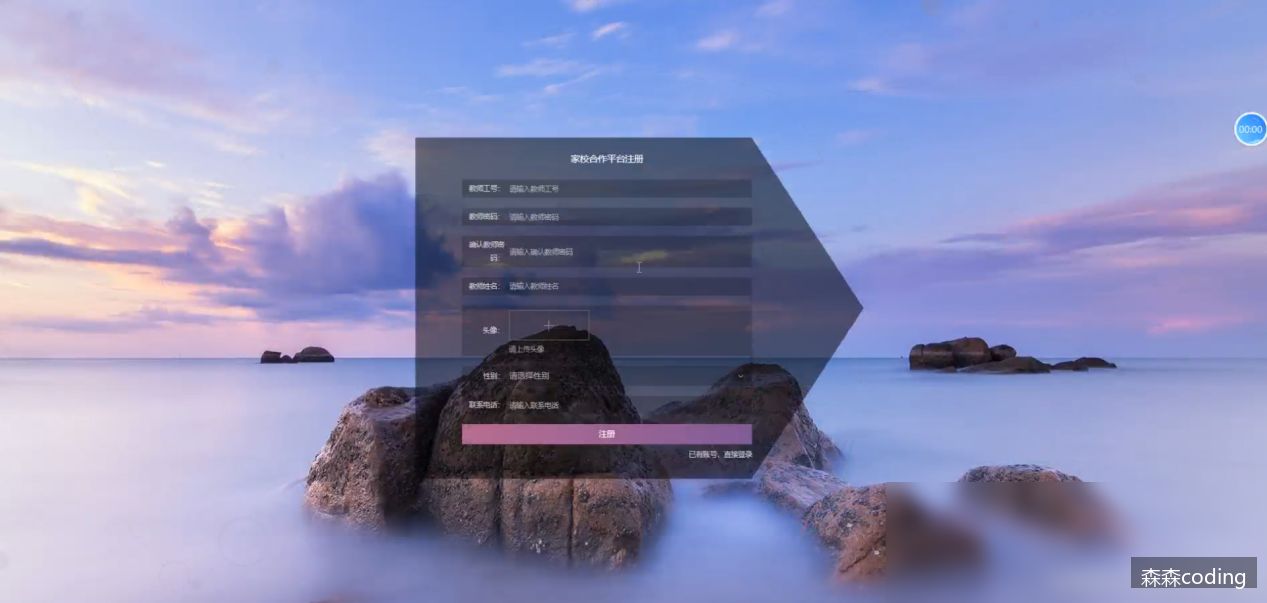 00:00
家校合作平台注册
教师工号: 请输入教师工号
教师密码: 请输入教师密码
确认教师密
码: 请输入确认教师密码
教师姓名: 请输入教师姓名
头像:
请上传头像
性别: 请选择性别
联系电话: 请输入联系电话
注册
已有账号，直接登录
森森coding